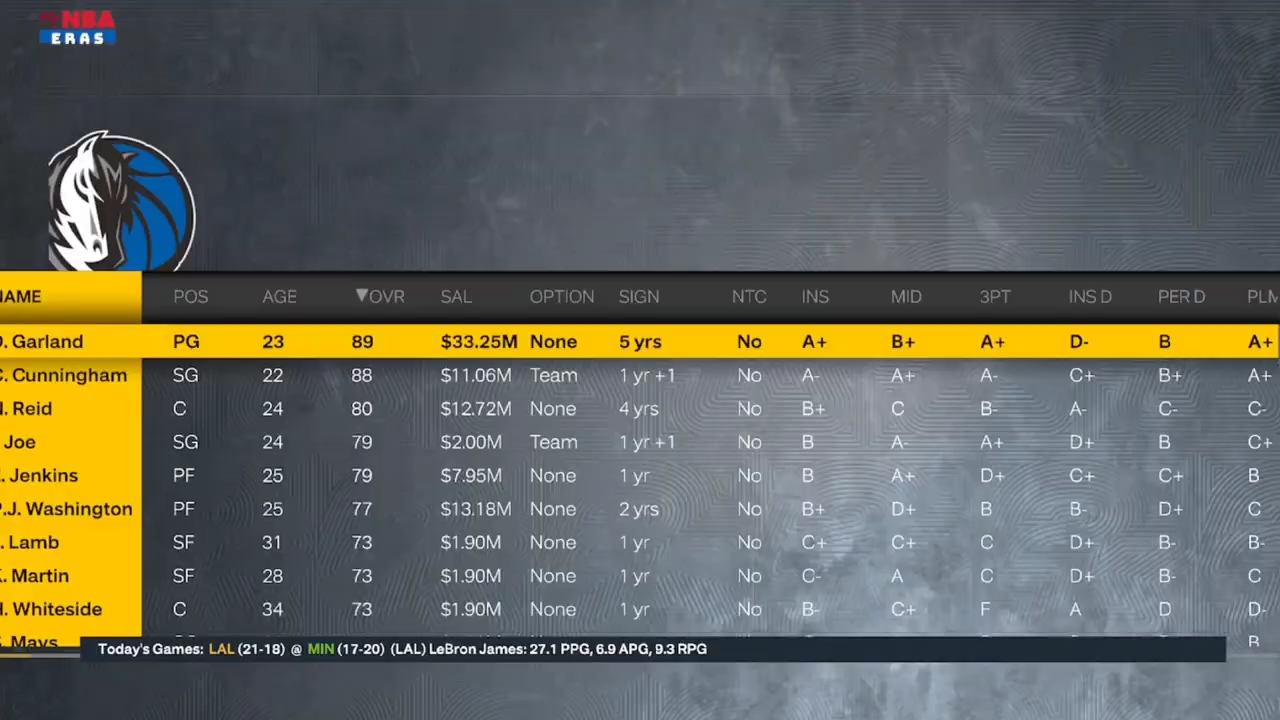 NBA
ERAS
NAME POS AGE ▼OVR SAL OPTION SIGN NTC INS MID 3PT INS D PER D PLM
D. Garland PG 23 89 $33.25M None 5 yrs No A+ B+ A+ D- B A+
C. Cunningham SG 22 88 $11.06M Team 1 yr +1 No A- A+ A- C+ B+ A+
N. Reid C 24 80 $12.72M None 4 yrs No B+ C B- A- C- C-
Joe SG 24 79 $2.00M Team 1 yr +1 No B A- A+ D+ B C+
. Jenkins PF 25 79 $7.95M None 1 yr No B A+ D+ C+ C+ B
P.J. Washington PF 25 77 $13.18M None 2 yrs No B+ D+ B B- D+ C
. Lamb SF 31 73 $1.90M None 1 yr No C+ C+ C D+ B- B-
K. Martin SF 28 73 $1.90M None 1 yr No C- A C D+ B- C
H. Whiteside C 34 73 $1.90M None 1 yr No B- C+ F A D D-
. Mays B
Today's Games: LAL (21-18) @ MIN (17-20) (LAL) LeBron James: 27.1 PPG, 6.9 APG, 9.3 RPG